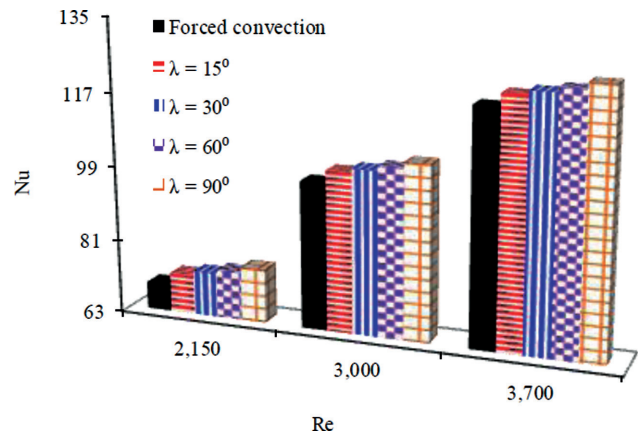 135
117
99
81
63
Nu
Forced convection
λ = 15⁰
λ = 30⁰
λ = 60⁰
λ = 90⁰
2,150
3,000
3,700
Re